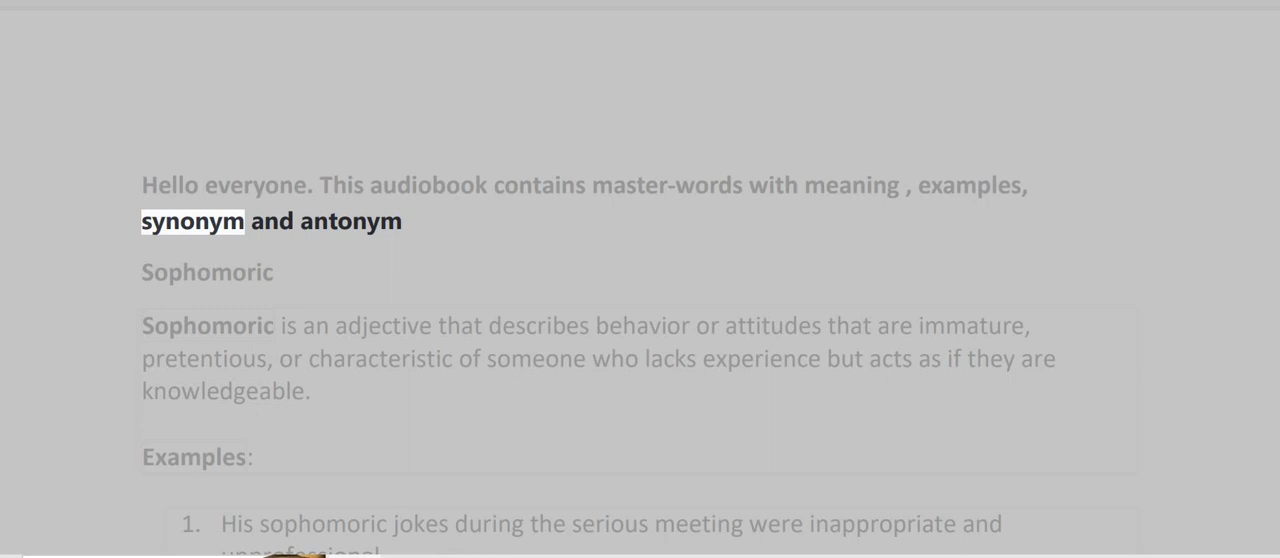 Hello everyone. This audiobook contains master-words with meaning , examples,
synonym and antonym
Sophomoric
Sophomoric is an adjective that describes behavior or attitudes that are immature,
pretentious, or characteristic of someone who lacks experience but acts as if they are
knowledgeable.
Examples:
1. His sophomoric jokes during the serious meeting were inappropriate and
unprofessional.